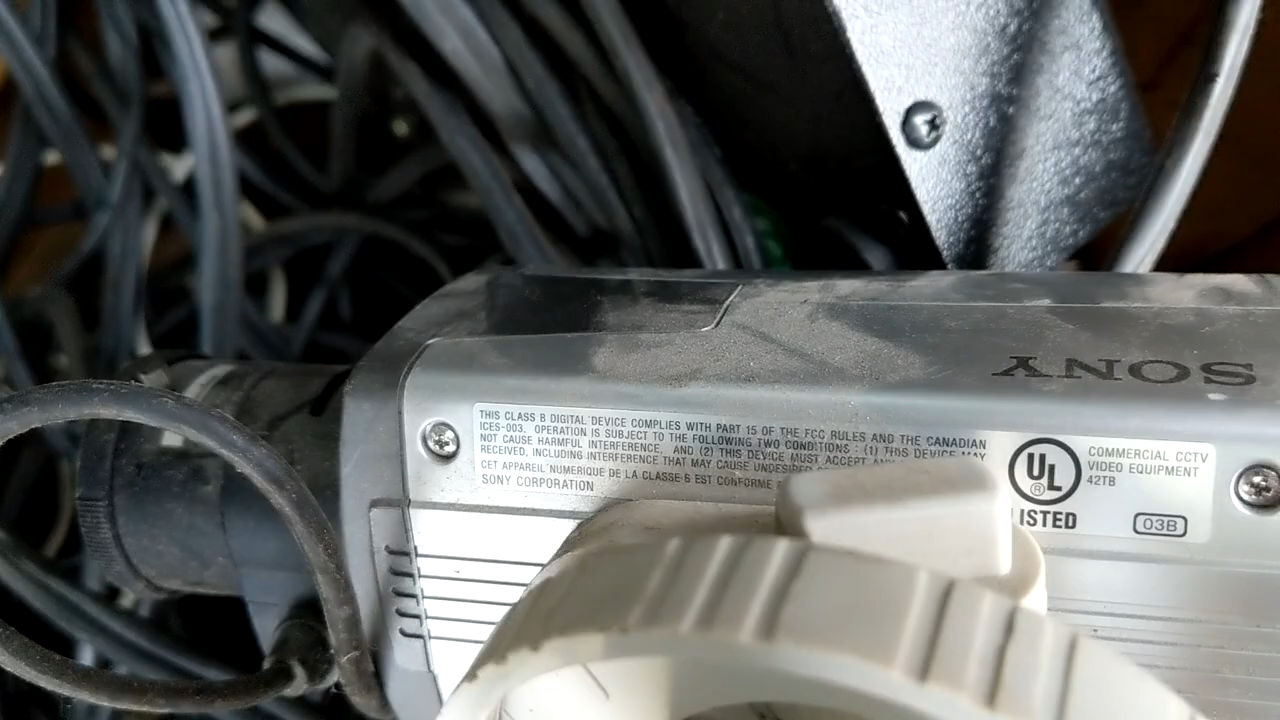 SONY
THIS CLASS B DIGITAL DEVICE COMPLIES WITH PART 15 OF THE FCC RULES AND THE CANADIAN
ICES-003. OPERATION IS SUBJECT TO THE FOLLOWING TWO CONDITIONS : (1) THIS DEVICE MAY
NOT CAUSE HARMFUL INTERFERENCE, AND (2) THIS DEVICE MUST ACCEPT ANY
RECEIVED, INCLUDING INTERFERENCE THAT MAY CAUSE UNDESIRED
CET APPAREIL NUMERIQUE DE LA CLASSE B EST CONFORME
SONY CORPORATION
UL
®
LISTED
COMMERCIAL CCTV
VIDEO EQUIPMENT
42TB
03B